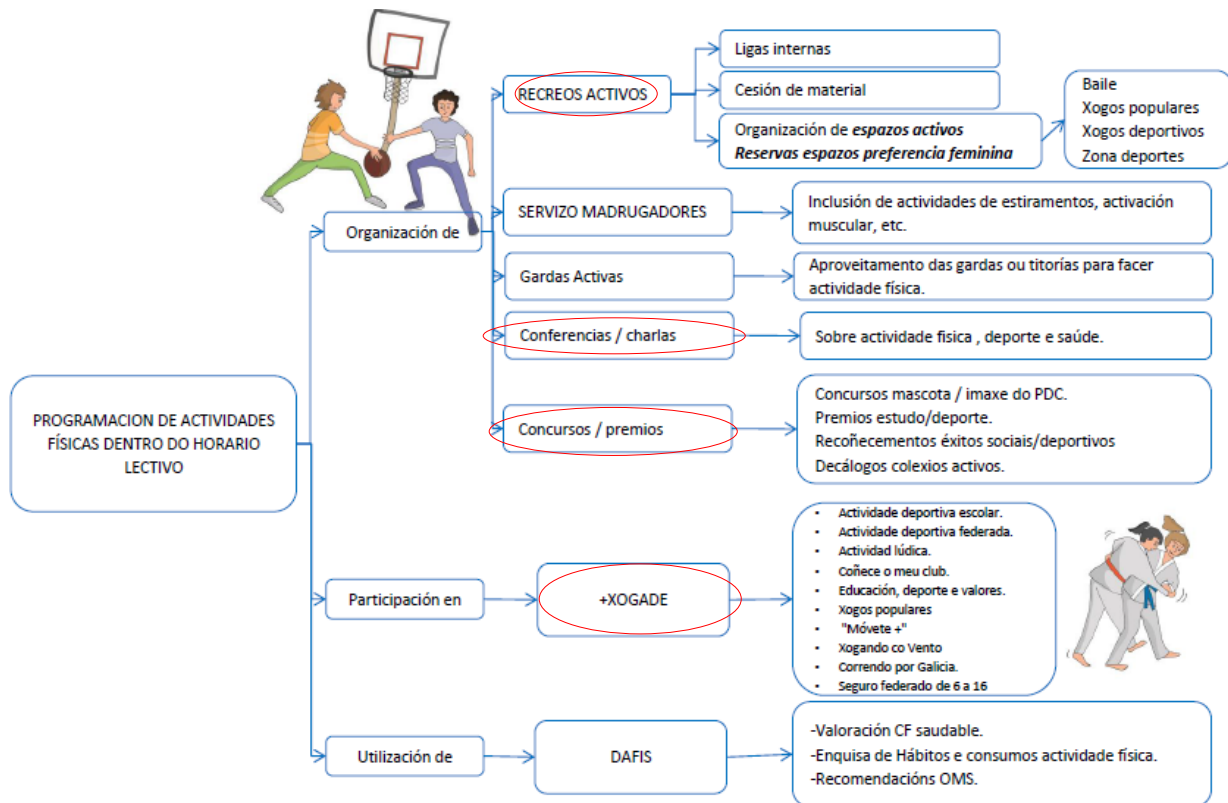 Ligas internas
RECREOS ACTIVOS
Cesión de material
Organización de espazos activos
Reservas espazos preferencia feminina
Baile
Xogos populares
Xogos deportivos
Zona deportes
Organización de
SERVIZO MADRUGADORES
Inclusión de actividades de estiramentos, activación
muscular, etc.
Gardas Activas
Aproveitamento das gardas ou titorías para facer
actividade física.
Conferencias / charlas
Sobre actividade fisica , deporte e saúde.
PROGRAMACION DE ACTIVIDADES
FÍSICAS DENTRO DO HORARIO
LECTIVO
Concursos / premios
Concursos mascota / imaxe do PDC.
Premios estudo/deporte.
Recoñecementos éxitos sociais/deportivos
Decálogos colexios activos.
Participación en
+XOGADE
• Actividade deportiva escolar.
• Actividade deportiva federada.
• Actividad lúdica.
• Coñece o meu club.
• Educación, deporte e valores.
• Xogos populares
• "Móvete +"
• Xogando co Vento
• Correndo por Galicia.
• Seguro federado de 6 a 16
Utilización de
DAFIS
-Valoración CF saudable.
-Enquisa de Hábitos e consumos actividade física.
-Recomendacións OMS.